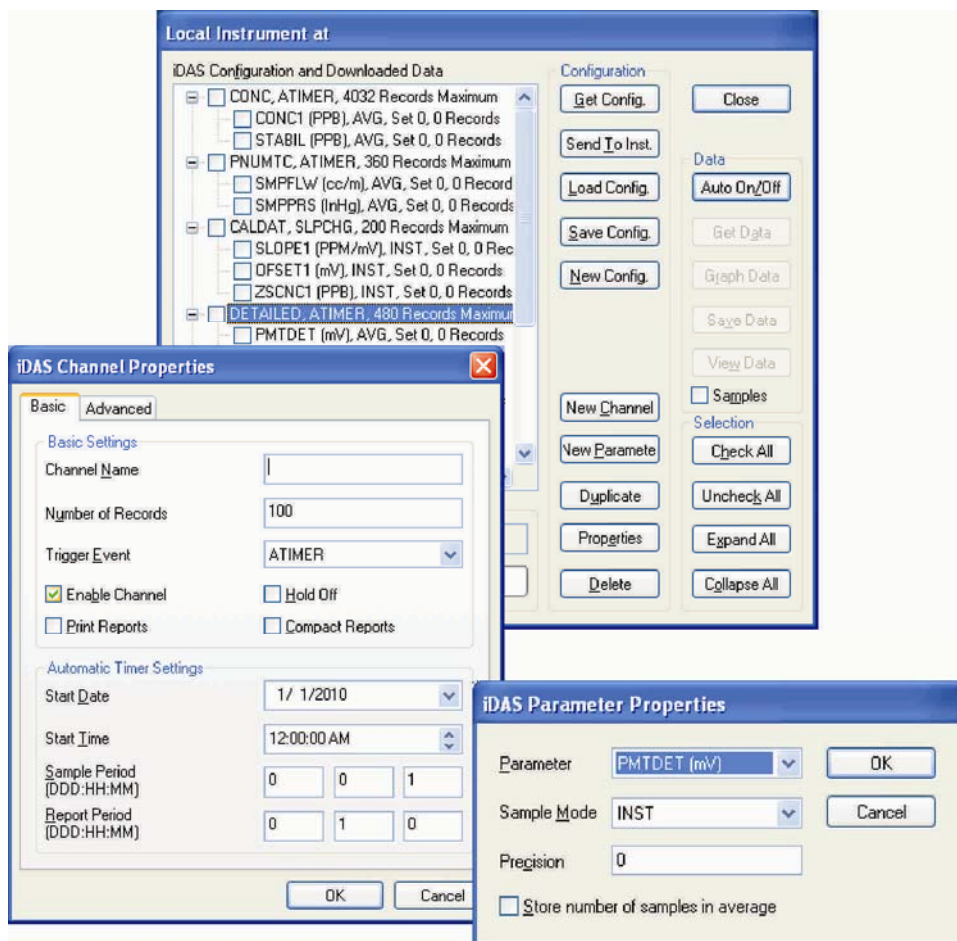 Local Instrument at
iDAS Configuration and Downloaded Data
CONC, ATIMER, 4032 Records Maximum
CONC1 (PPB), AVG, Set 0, 0 Records
STABIL (PPB), AVG, Set 0, 0 Records
PNUMTC, ATIMER, 360 Records Maximum
SMPFLW (cc/m), AVG, Set 0, 0 Record
SMPPRS (InHg), AVG, Set 0, 0 Records
CALDAT, SLPCHG, 200 Records Maximum
SLOPE1 (PPM/mV), INST, Set 0, 0 Rec
OFSET1 (mV), INST, Set 0, 0 Records
ZSCNC1 (PPB), INST, Set 0, 0 Records
DETAILED, ATIMER, 480 Records Maximur
PMTDET (mV), AVG, Set 0, 0 Records
Configuration
Get Config.
Send To Inst.
Load Config.
Save Config.
New Config.
New Channel
New Paramete
Duplicate
Properties
Delete
Close
Data
Auto On/Off
Get Data
Graph Data
Save Data
View Data
Samples
Selection
Check All
Uncheck All
Expand All
Collapse All
iDAS Channel Properties
Basic
Advanced
Basic Settings
Channel Name
Number of Records
100
Trigger Event
ATIMER
Enable Channel
Hold Off
Print Reports
Compact Reports
Automatic Timer Settings
Start Date
1/ 1/2010
Start Time
12:00:00 AM
Sample Period
(DDD:HH:MM)
0
0
1
Report Period
(DDD:HH:MM)
0
1
0
OK
Cancel
iDAS Parameter Properties
Parameter
PMTDET (mV)
OK
Sample Mode
INST
Cancel
Precision
0
Store number of samples in average